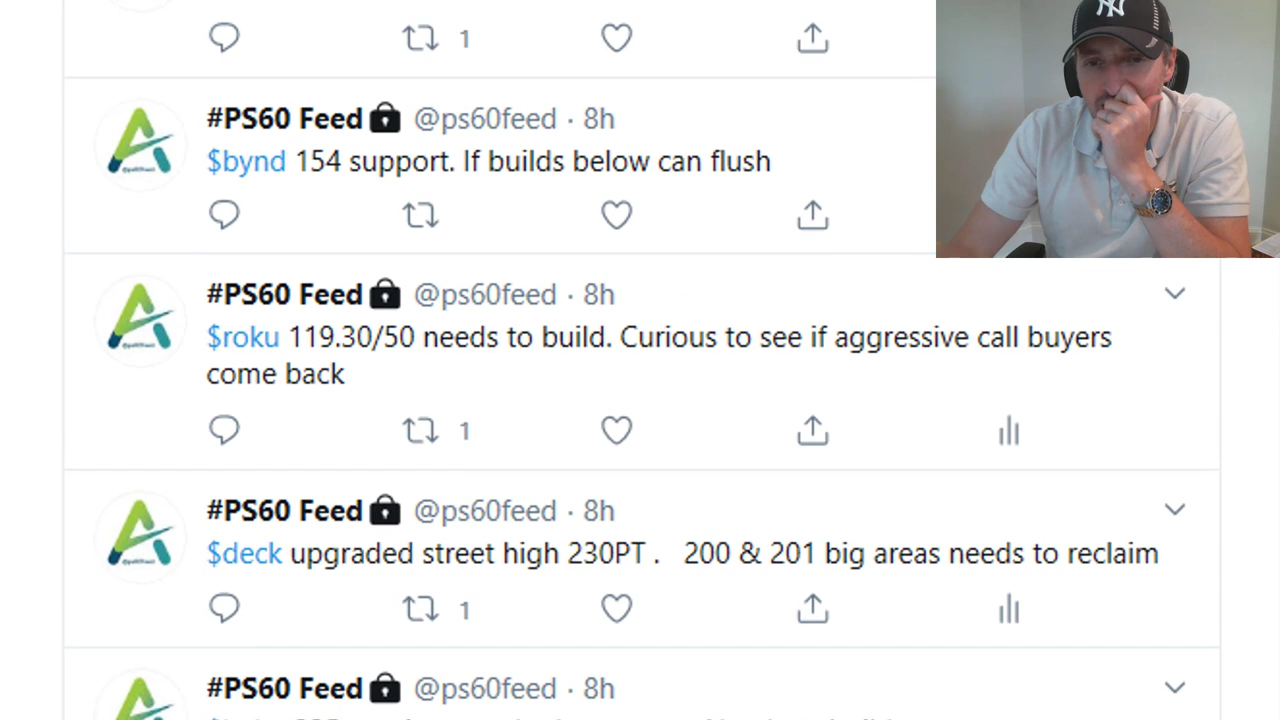 1
#PS60 Feed @ps60feed · 8h
$bynd 154 support. If builds below can flush
#PS60 Feed @ps60feed · 8h
$roku 119.30/50 needs to build. Curious to see if aggressive call buyers
come back
1
#PS60 Feed @ps60feed · 8h
$deck upgraded street high 230PT . 200 & 201 big areas needs to reclaim
1
#PS60 Feed @ps60feed · 8h